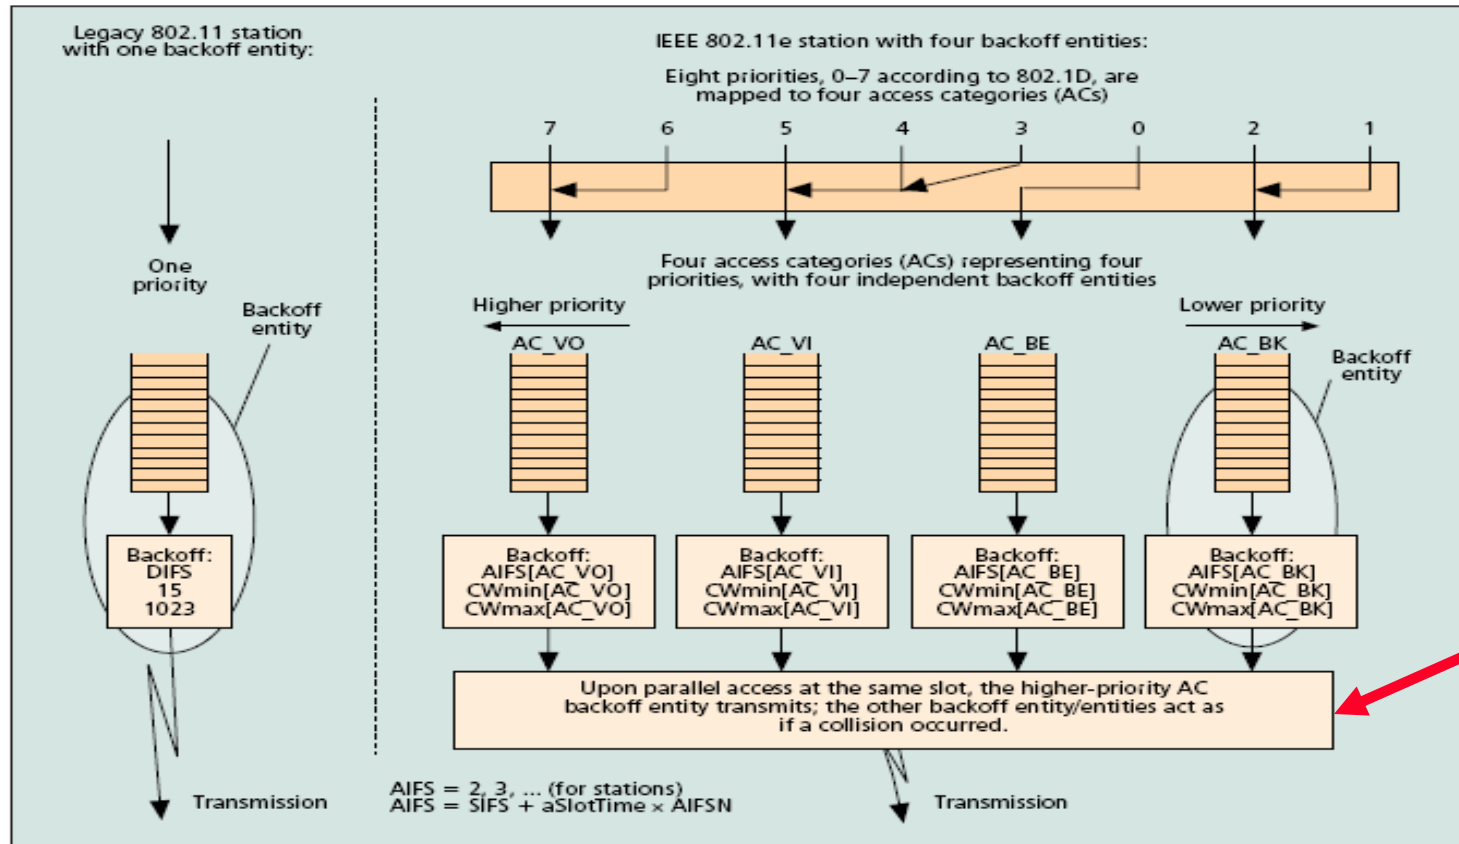 Legacy 802.11 station
with one backoff entity:
IEEE 802.11e station with four backoff entities:
Eight priorities, 0–7 according to 802.1D, are
mapped to four access categories (ACs)
7 6 5 4 3 0 2 1
One
priority
Four access categories (ACs) representing four
priorities, with four independent backoff entities
Backoff
entity
Higher priority
Lower priority
AC_VO AC_VI AC_BE AC_BK
Backoff
entity
Backoff:
DIFS
15
1023
Backoff:
AIFS[AC_VO]
CWmin[AC_VO]
CWmax[AC_VO]
Backoff:
AIFS[AC_VI]
CWmin[AC_VI]
CWmax[AC_VI]
Backoff:
AIFS[AC_BE]
CWmin[AC_BE]
CWmax[AC_BE]
Backoff:
AIFS[AC_BK]
CWmin[AC_BK]
CWmax[AC_BK]
Upon parallel access at the same slot, the higher-priority AC
backoff entity transmits; the other backoff entity/entities act as
if a collision occurred.
Transmission
AIFS = 2, 3, ... (for stations)
AIFS = SIFS + aSlotTime × AIFSN
Transmission